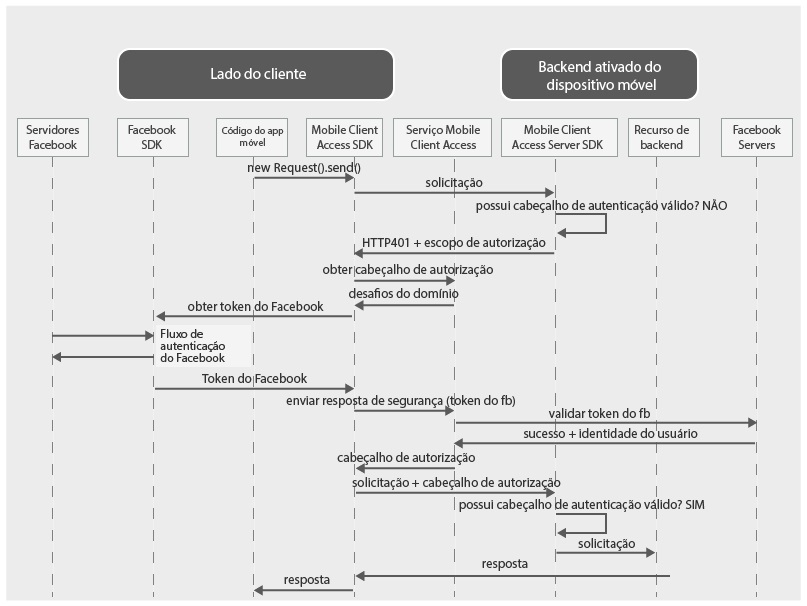 Lado do cliente
Backend ativado do
dispositivo móvel
Servidores
Facebook
Facebook
SDK
Código do app
móvel
Mobile Client
Access SDK
Serviço Mobile
Client Access
Mobile Client
Access Server SDK
Recurso de
backend
Facebook
Servers
new Request().send()
solicitação
possui cabeçalho de autenticação válido? NÃO
HTTP401 + escopo de autorização
obter cabeçalho de autorização
desafios do domínio
obter token do Facebook
Fluxo de
autenticação
do Facebook
Token do Facebook
enviar resposta de segurança (token do fb)
validar token do fb
sucesso + identidade do usuário
cabeçalho de autorização
solicitação + cabeçalho de autorização
possui cabeçalho de autenticação válido? SIM
solicitação
resposta
resposta